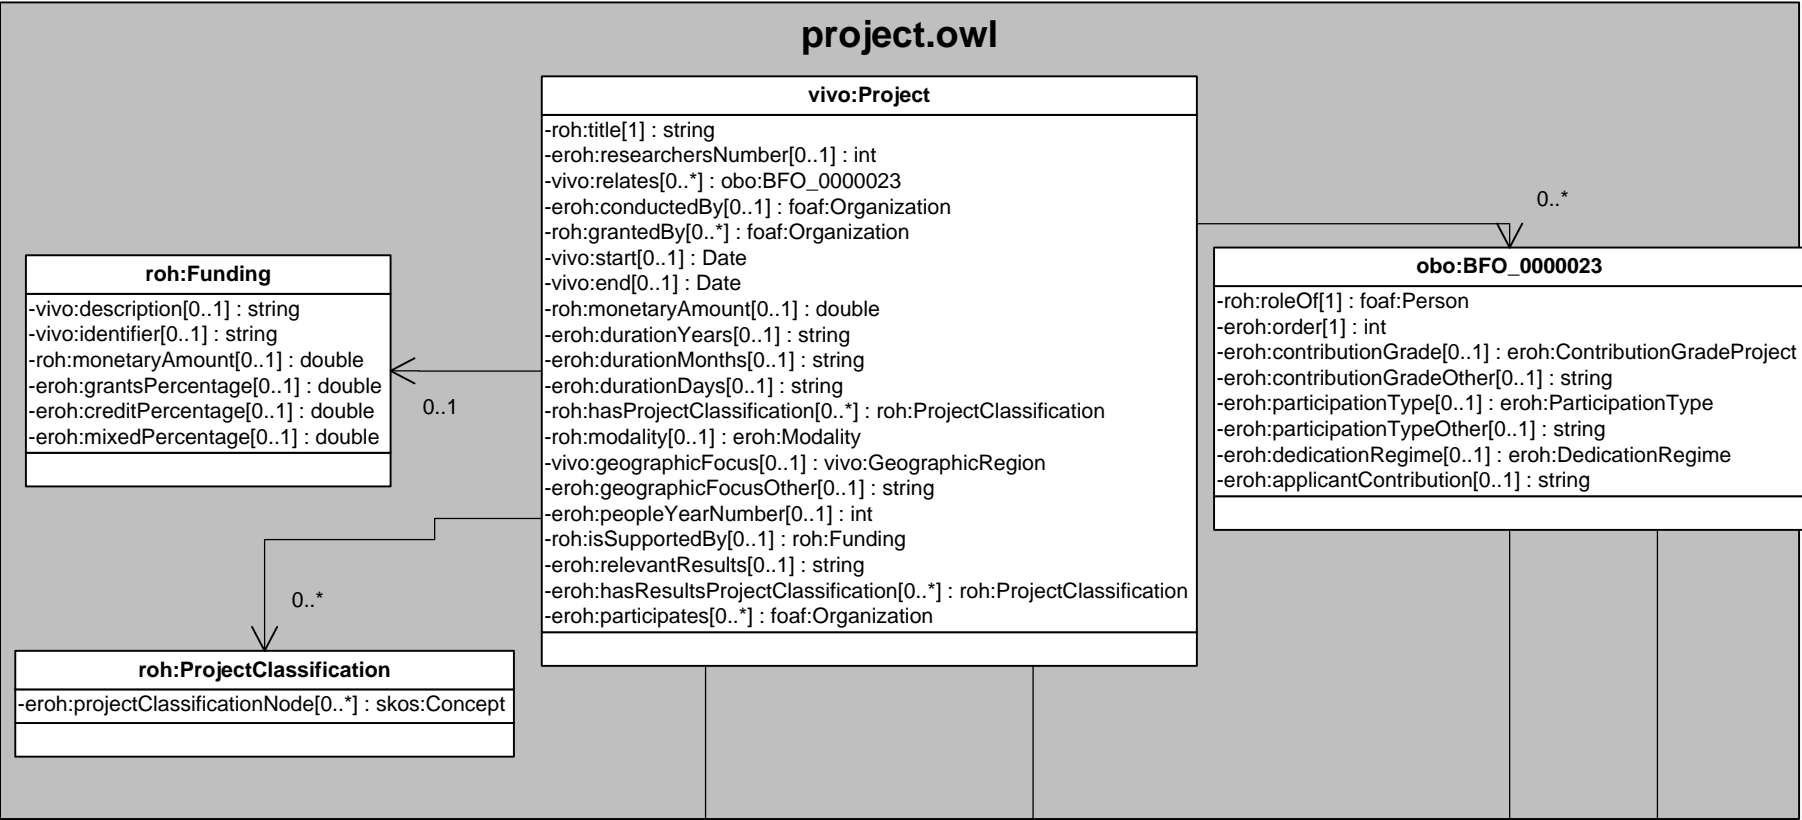 project.owl
vivo:Project
-roh:title[1] : string
-eroh:researchersNumber[0..1] : int
-vivo:relates[0..*] : obo:BFO_0000023
-eroh:conductedBy[0..1] : foaf:Organization
-roh:grantedBy[0..*] : foaf:Organization
-vivo:start[0..1] : Date
-vivo:end[0..1] : Date
-roh:monetaryAmount[0..1] : double
-eroh:durationYears[0..1] : string
-eroh:durationMonths[0..1] : string
-eroh:durationDays[0..1] : string
-roh:hasProjectClassification[0..*] : roh:ProjectClassification
-roh:modality[0..1] : eroh:Modality
-vivo:geographicFocus[0..1] : vivo:GeographicRegion
-eroh:geographicFocusOther[0..1] : string
-eroh:peopleYearNumber[0..1] : int
-roh:isSupportedBy[0..1] : roh:Funding
-eroh:relevantResults[0..1] : string
-eroh:hasResultsProjectClassification[0..*] : roh:ProjectClassification
-eroh:participates[0..*] : foaf:Organization
roh:Funding
-vivo:description[0..1] : string
-vivo:identifier[0..1] : string
-roh:monetaryAmount[0..1] : double
-eroh:grantsPercentage[0..1] : double
-eroh:creditPercentage[0..1] : double
-eroh:mixedPercentage[0..1] : double
0..1
0..*
roh:ProjectClassification
-eroh:projectClassificationNode[0..*] : skos:Concept
0..*
obo:BFO_0000023
-roh:roleOf[1] : foaf:Person
-eroh:order[1] : int
-eroh:contributionGrade[0..1] : eroh:ContributionGradeProject
-eroh:contributionGradeOther[0..1] : string
-eroh:participationType[0..1] : eroh:ParticipationType
-eroh:participationTypeOther[0..1] : string
-eroh:dedicationRegime[0..1] : eroh:DedicationRegime
-eroh:applicantContribution[0..1] : string